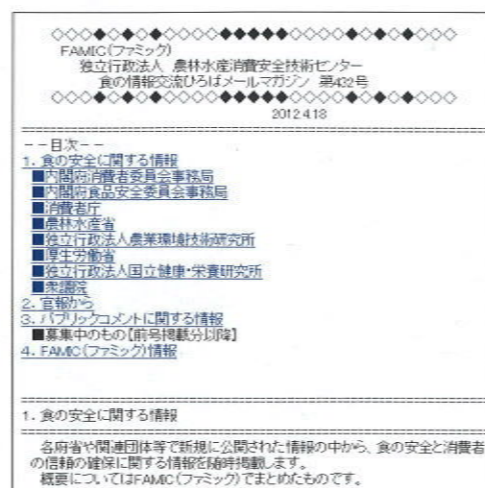 ◇◇◇◆◇◆◇◆◇◇◇◇◆◆◆◆◆◇◇◇◇◆◇◆◇◆◇◇◇
FAMIC(ファミック)
独立行政法人 農林水産消費安全技術センター
食の情報交流ひろばメールマガジン 第432号
◇◇◇◆◇◆◇◆◇◇◇◇◆◆◆◆◆◇◇◇◇◆◇◆◇◆◇◇◇
2012.4.18
==============================================================
--目次--
1. 食の安全に関する情報
■内閣府消費者委員会事務局
■内閣府食品安全委員会事務局
■消費者庁
■農林水産省
■独立行政法人農業環境技術研究所
■厚生労働省
■独立行政法人国立健康・栄養研究所
■衆議院
2. 官報から
3. パブリックコメントに関する情報
■募集中のもの【前号掲載分以降】
4. FAMIC(ファミック)情報
==============================================================
1. 食の安全に関する情報
==============================================================
各府省や関連団体等で新規に公開された情報の中から、食の安全と消費者
の信頼の確保に関する情報を随時掲載します。
概要についてはFAMIC(ファミック)でまとめたものです。